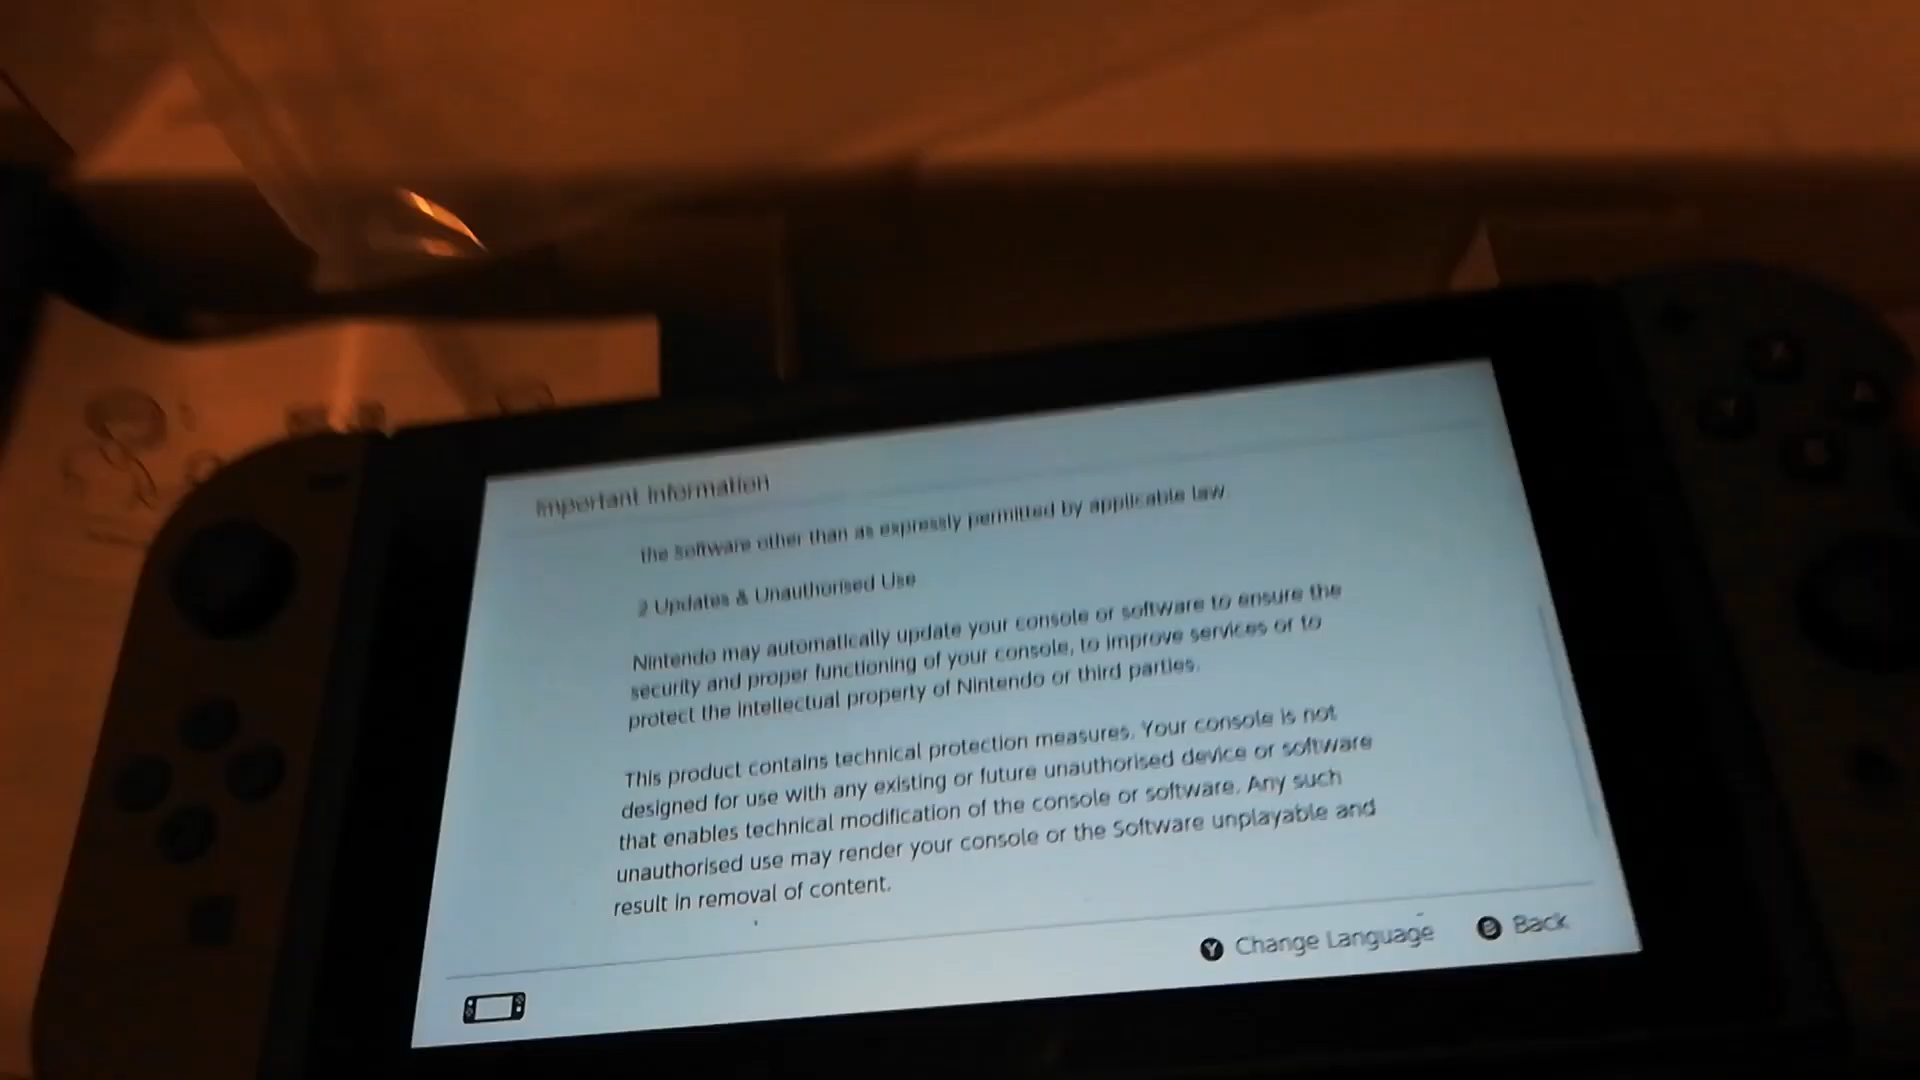 Important Information
the Software other than as expressly permitted by applicable law.
2 Updates & Unauthorised Use
Nintendo may automatically update your console or software to ensure the
security and proper functioning of your console, to improve services or to
protect the intellectual property of Nintendo or third parties.
This product contains technical protection measures. Your console is not
designed for use with any existing or future unauthorised device or software
that enables technical modification of the console or software. Any such
unauthorised use may render your console or the Software unplayable and
result in removal of content.
Y Change Language B Back